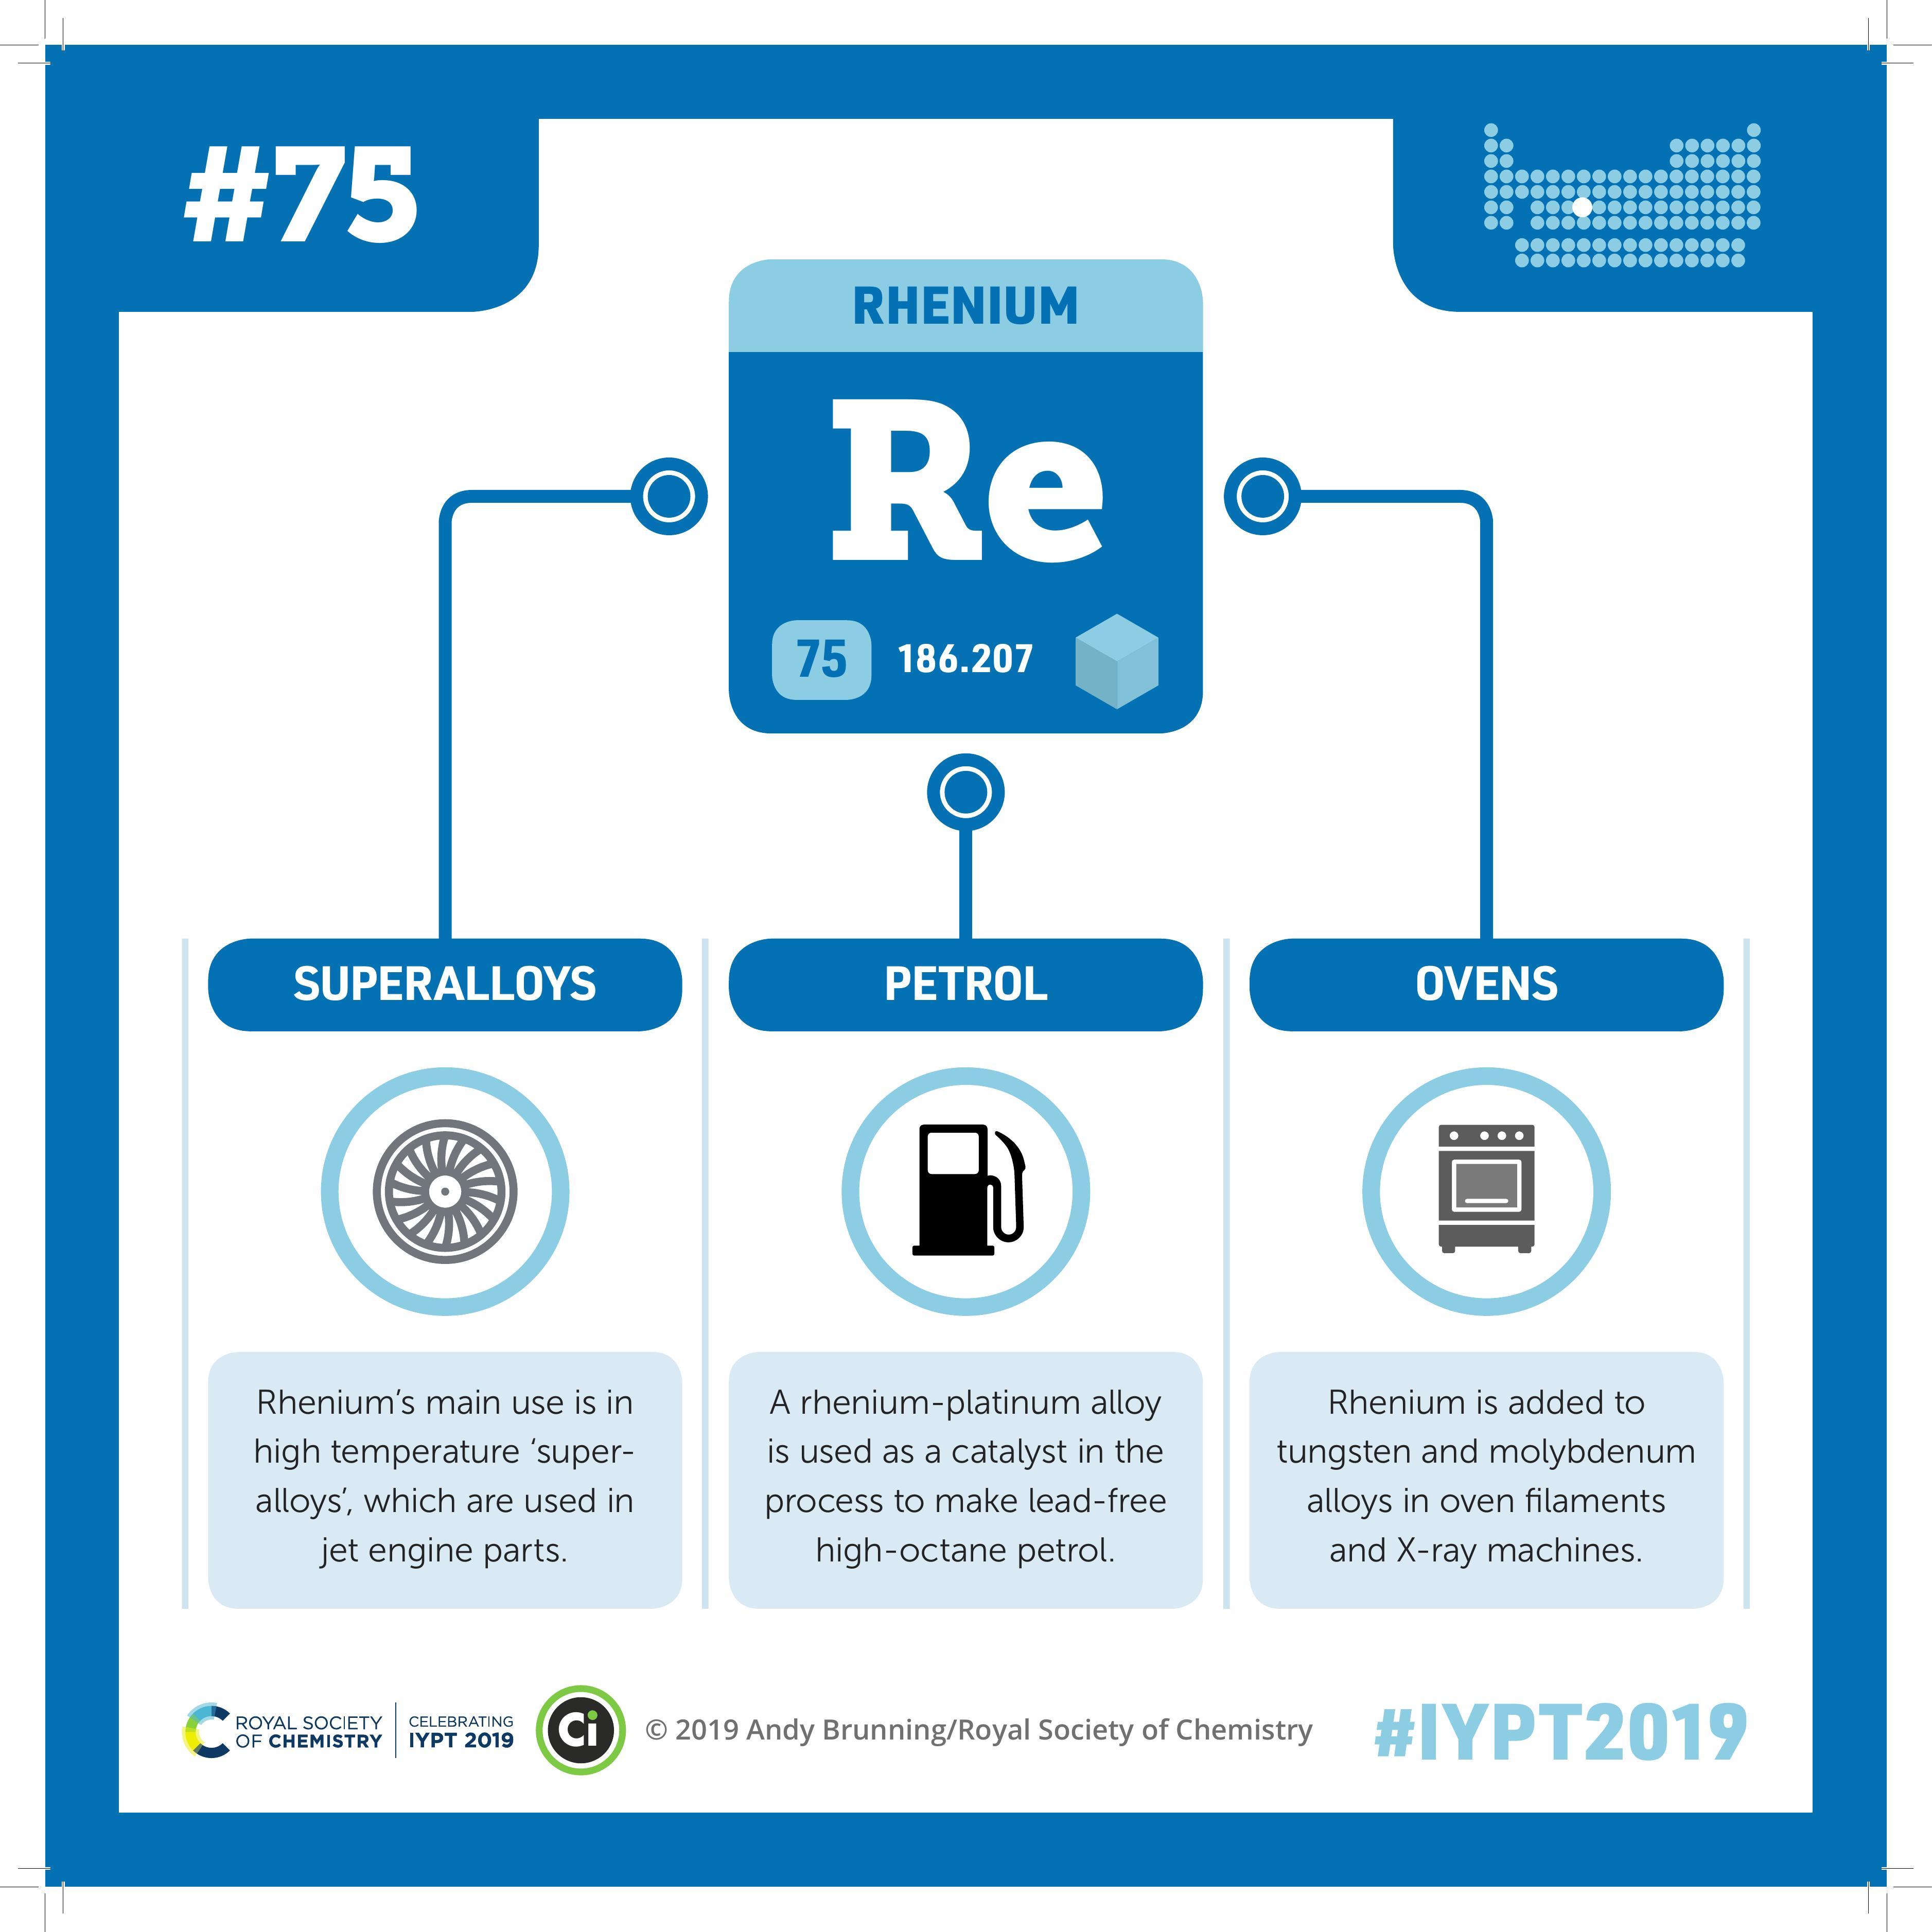 #75
RHENIUM
Re
75 186.207
SUPERALLOYS
Rhenium’s main use is in
high temperature ‘super-
alloys’, which are used in
jet engine parts.
PETROL
A rhenium-platinum alloy
is used as a catalyst in the
process to make lead-free
high-octane petrol.
OVENS
Rhenium is added to
tungsten and molybdenum
alloys in oven filaments
and X-ray machines.
ROYAL SOCIETY
OF CHEMISTRY
CELEBRATING
IYPT 2019
Ci
© 2019 Andy Brunning/Royal Society of Chemistry
#IYPT2019